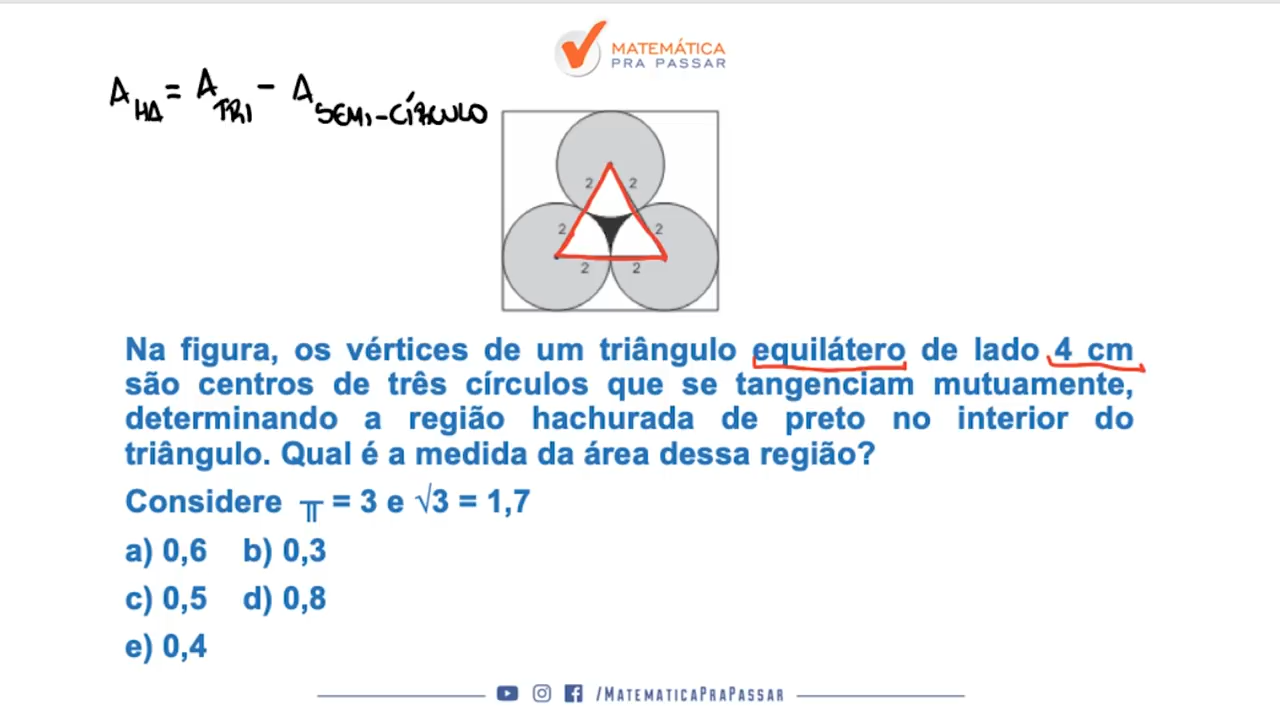 MATEMÁTICA
PRA PASSAR
A HA = A TRI - A SEMI-CÍRCULO
2 2
2 2
2 2
Na figura, os vértices de um triângulo equilátero de lado 4 cm
são centros de três círculos que se tangenciam mutuamente,
determinando a região hachurada de preto no interior do
triângulo. Qual é a medida da área dessa região?
Considere π = 3 e √3 = 1,7
a) 0,6 b) 0,3
c) 0,5 d) 0,8
e) 0,4
/MATEMATICAPRAPASSAR